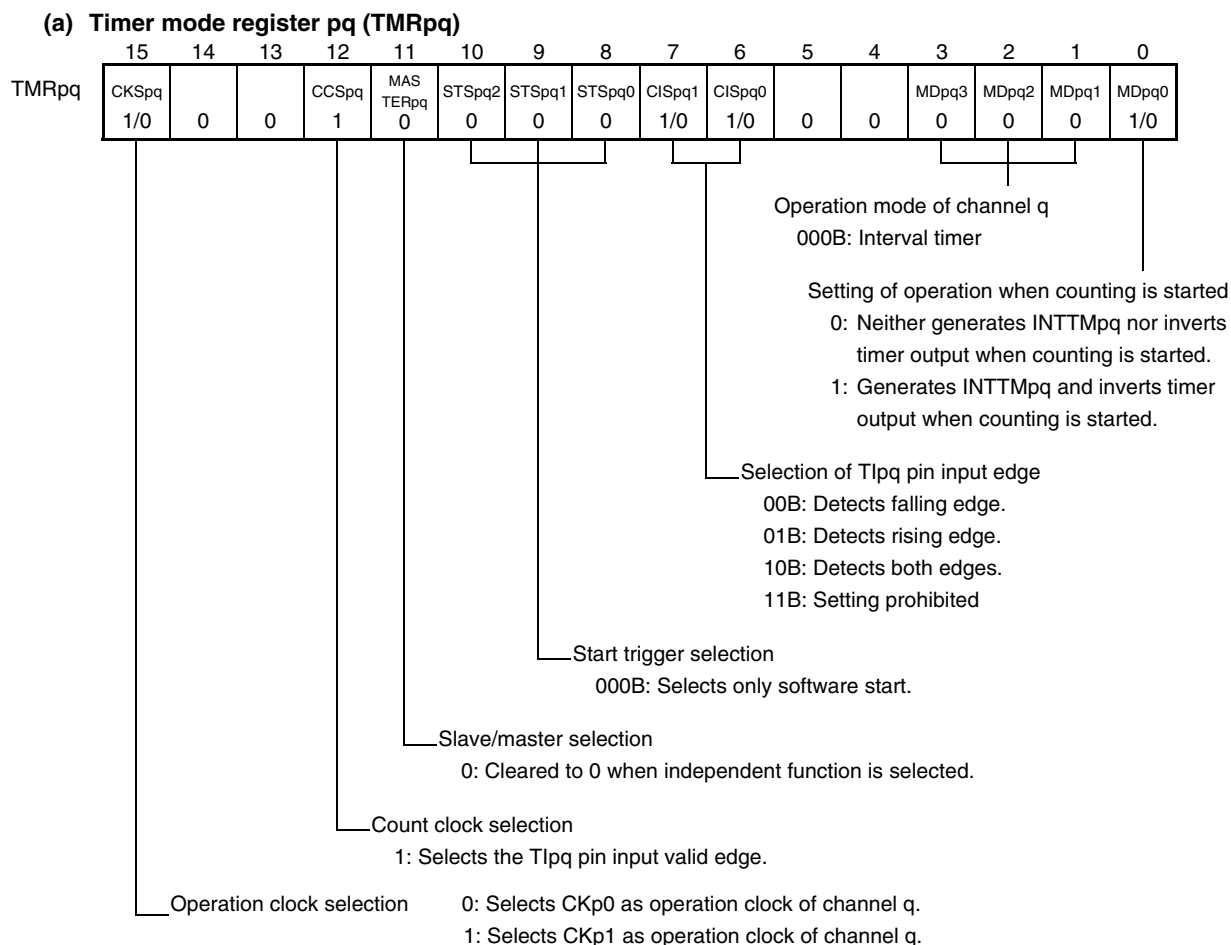 (a) Timer mode register pq (TMRpq)
15 14 13 12 11 10 9 8 7 6 5 4 3 2 1 0
TMRpq CKSpq CCSpq MAS TERpq STSpq2 STSpq1 STSpq0 CISpq1 CISpq0 MDpq3 MDpq2 MDpq1 MDpq0
1/0 0 0 1 0 0 0 0 1/0 1/0 0 0 0 0 0 1/0
Operation mode of channel q
000B: Interval timer
Setting of operation when counting is started
0: Neither generates INTTMpq nor inverts
timer output when counting is started.
1: Generates INTTMpq and inverts timer
output when counting is started.
Selection of TIpq pin input edge
00B: Detects falling edge.
01B: Detects rising edge.
10B: Detects both edges.
11B: Setting prohibited
Start trigger selection
000B: Selects only software start.
Slave/master selection
0: Cleared to 0 when independent function is selected.
Count clock selection
1: Selects the TIpq pin input valid edge.
Operation clock selection 0: Selects CKp0 as operation clock of channel q.
1: Selects CKp1 as operation clock of channel q.